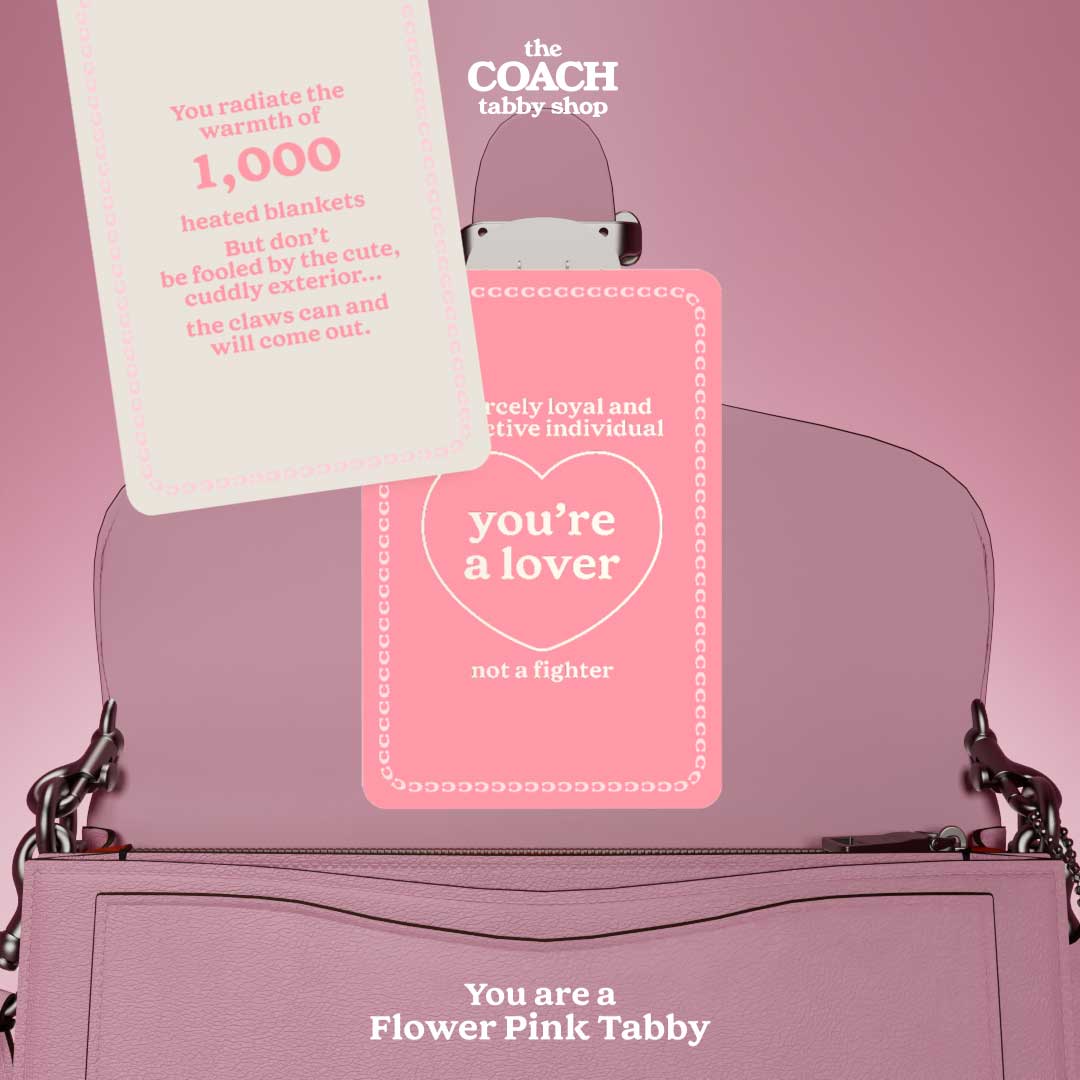 the
COACH
tabby shop
You radiate the
warmth of
1,000
heated blankets
But don't
be fooled by the cute,
cuddly exterior...
the claws can and
will come out.
loyal and
individual
you're
a lover
not a fighter
You are a
Flower Pink Tabby